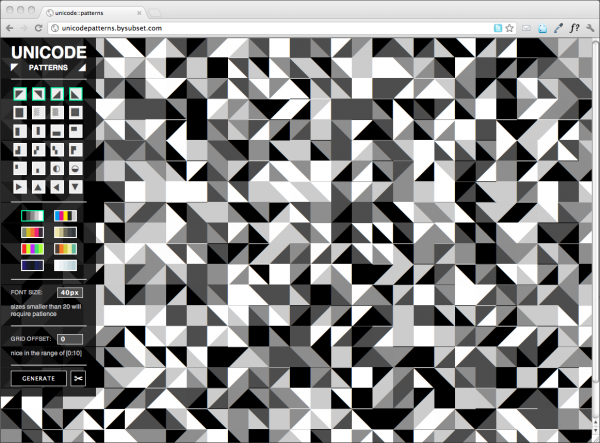 unicode::patterns
unicodepatterns.bysubset.com
f?
UNICODE
PATTERNS
FONT SIZE: 40px
sizes smaller than 20 will
require patience
GRID OFFSET: 0
nice in the range of [0;10]
GENERATE